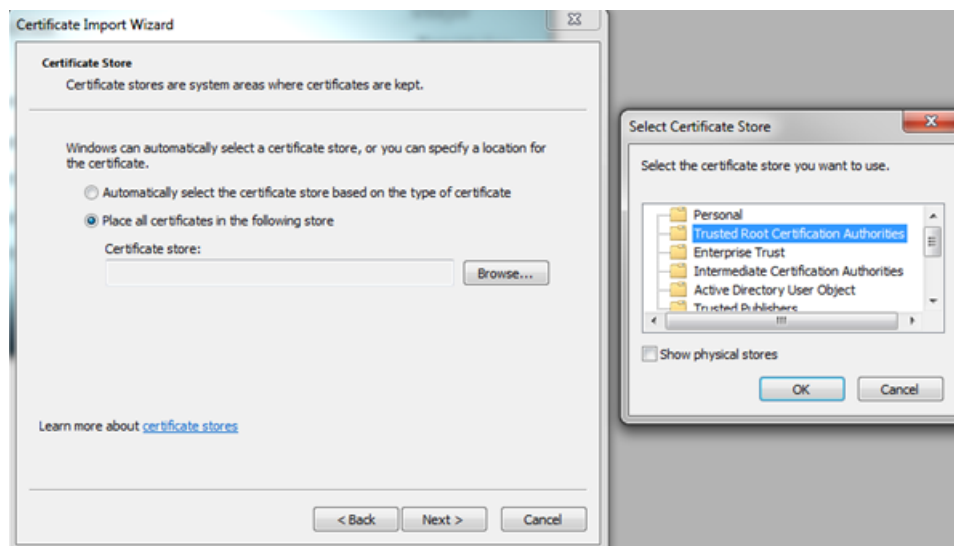 Certificate Import Wizard
Certificate Store
Certificate stores are system areas where certificates are kept.
Windows can automatically select a certificate store, or you can specify a location for
the certificate.
Automatically select the certificate store based on the type of certificate
Place all certificates in the following store
Certificate store:
Browse...
Learn more about certificate stores
< Back
Next >
Cancel
Select Certificate Store
Select the certificate store you want to use.
Personal
Trusted Root Certification Authorities
Enterprise Trust
Intermediate Certification Authorities
Active Directory User Object
Trusted Publishers
Show physical stores
OK
Cancel